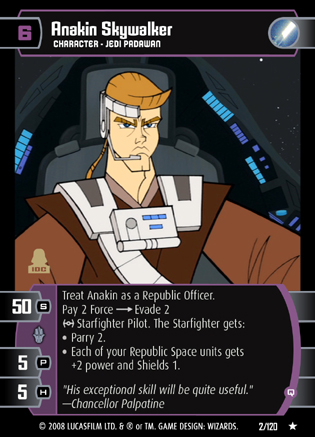 6
Anakin Skywalker
CHARACTER - JEDI PADAWAN
IDC
50 S
5 P
5 H
Treat Anakin as a Republic Officer.
Pay 2 Force → Evade 2
Starfighter Pilot. The Starfighter gets:
• Parry 2.
• Each of your Republic Space units gets
+2 power and Shields 1.
"His exceptional skill will be quite useful."
—Chancellor Palpatine
© 2008 LUCASFILM LTD. & ® or TM. GAME DESIGN: WIZARDS.
2/120